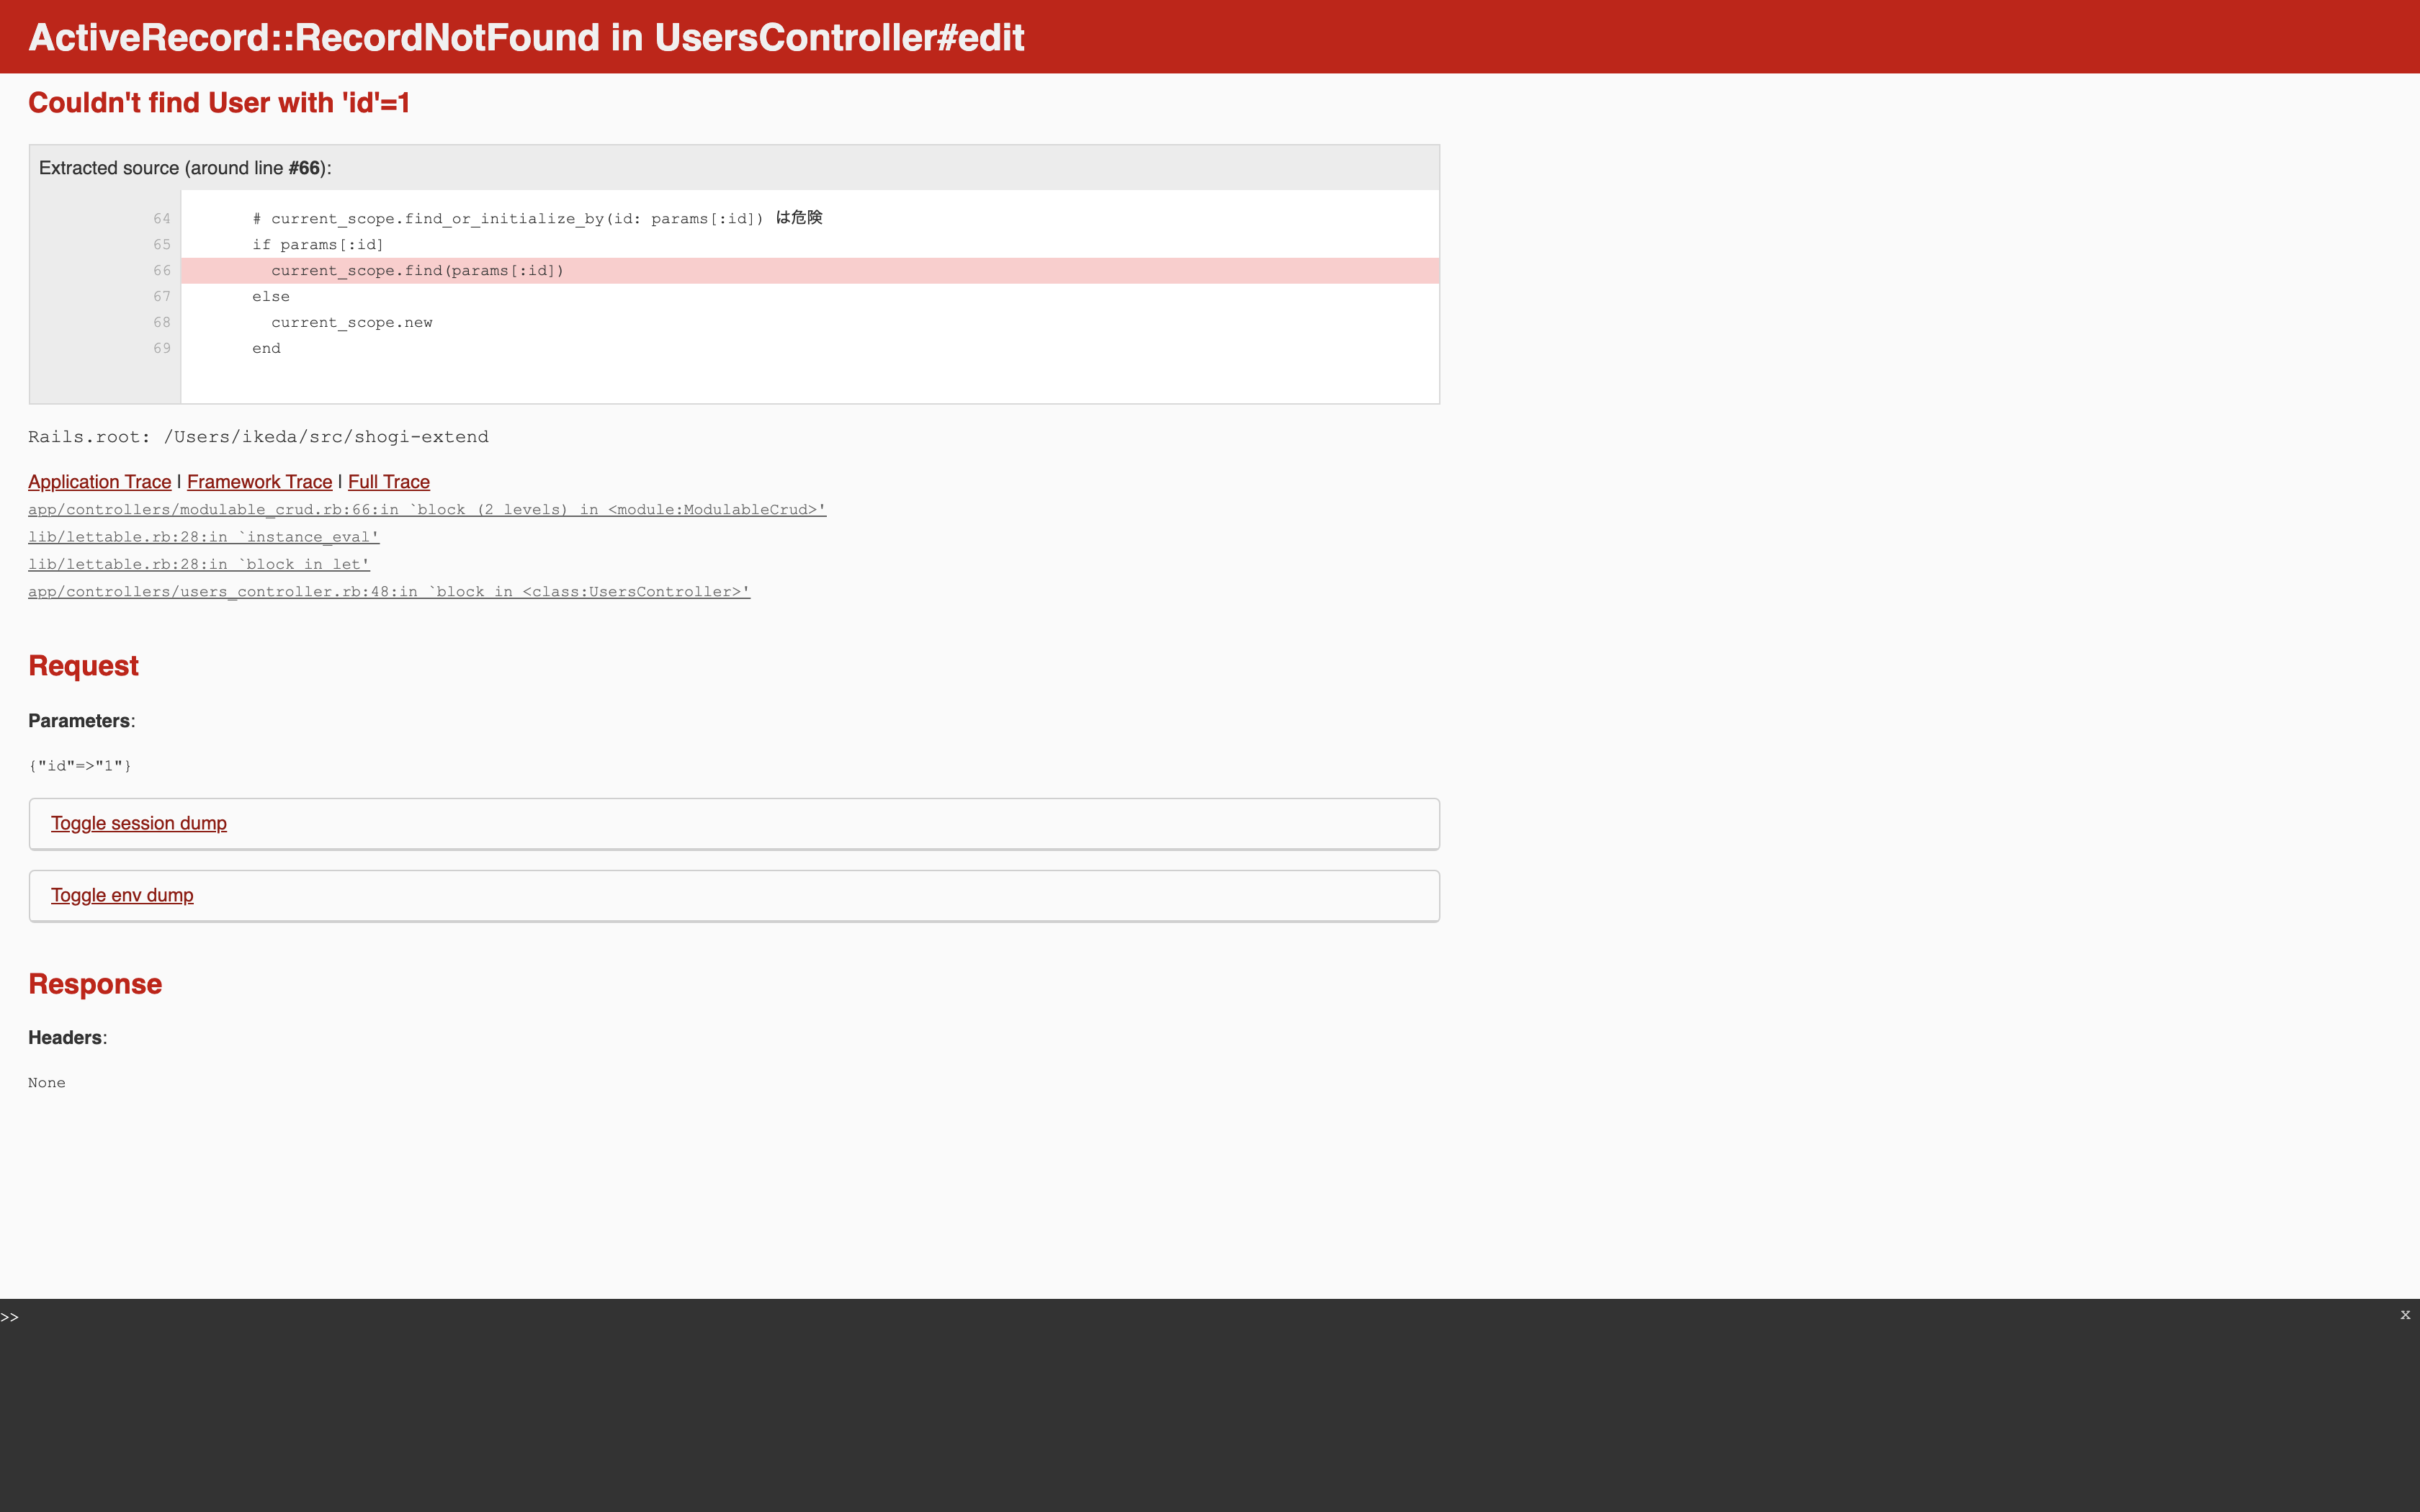 ActiveRecord::RecordNotFound in UsersController#edit
Couldn't find User with 'id'=1
Extracted source (around line #66):
64 # current_scope.find_or_initialize_by(id: params[:id]) は危険
65 if params[:id]
66 current_scope.find(params[:id])
67 else
68 current_scope.new
69 end
Rails.root: /Users/ikeda/src/shogi-extend
Application Trace | Framework Trace | Full Trace
app/controllers/modulable_crud.rb:66:in `block (2 levels) in <module:ModulableCrud>'
lib/lettable.rb:28:in `instance_eval'
lib/lettable.rb:28:in `block in let'
app/controllers/users_controller.rb:48:in `block in <class:UsersController>'
Request
Parameters:
{"id"=>"1"}
Toggle session dump
Toggle env dump
Response
Headers:
None
>> x